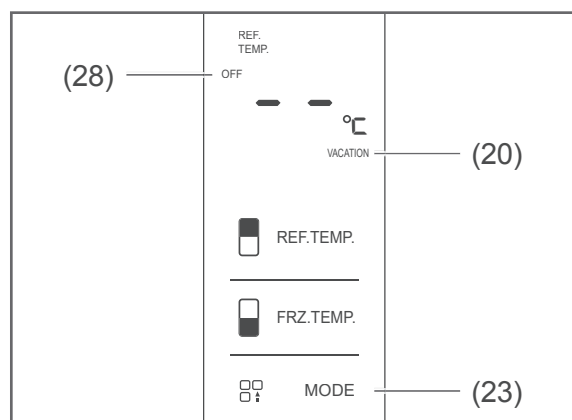 REF.
TEMP.
(28) OFF
— —
°C
VACATION (20)
REF.TEMP.
FRZ.TEMP.
MODE (23)